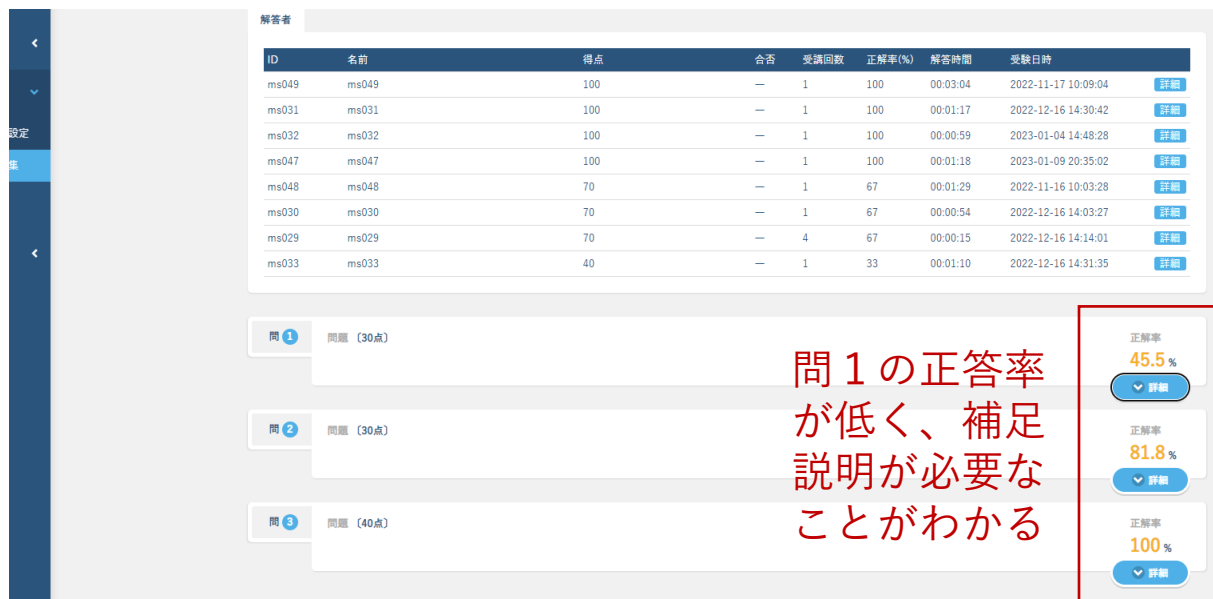 解答者
ID 名前 得点 合否 受講回数 正解率(%) 解答時間 受験日時
ms049 ms049 100 — 1 100 00:03:04 2022-11-17 10:09:04 詳細
ms031 ms031 100 — 1 100 00:01:17 2022-12-16 14:30:42 詳細
設定
ms032 ms032 100 — 1 100 00:00:59 2023-01-04 14:48:28 詳細
集
ms047 ms047 100 — 1 100 00:01:18 2023-01-09 20:35:02 詳細
ms048 ms048 70 — 1 67 00:01:29 2022-11-16 10:03:28 詳細
ms030 ms030 70 — 1 67 00:00:54 2022-12-16 14:03:27 詳細
ms029 ms029 70 — 4 67 00:00:15 2022-12-16 14:14:01 詳細
ms033 ms033 40 — 1 33 00:01:10 2022-12-16 14:31:35 詳細
問1 問題 〔30点〕
正解率
45.5%
詳細
問2 問題 〔30点〕
正解率
81.8%
詳細
問3 問題 〔40点〕
正解率
100%
詳細
問1の正答率
が低く、補足
説明が必要な
ことがわかる